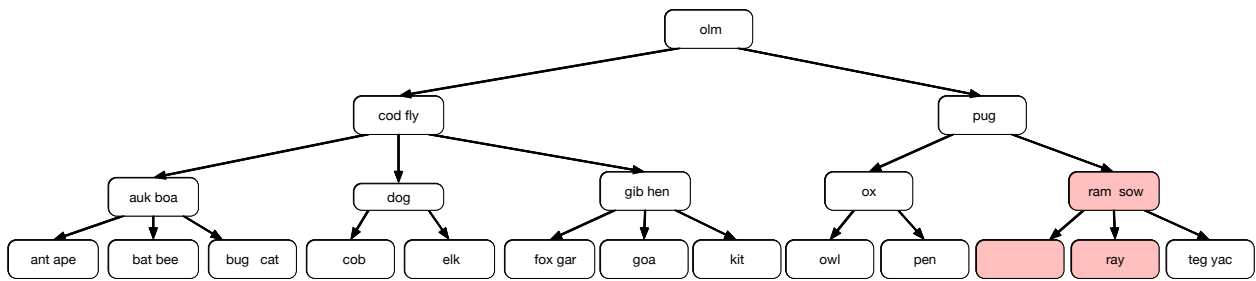 olm
cod fly pug
auk boa dog gib hen ox ram sow
ant ape bat bee bug cat cob elk fox gar goa kit owl pen ray teg yac